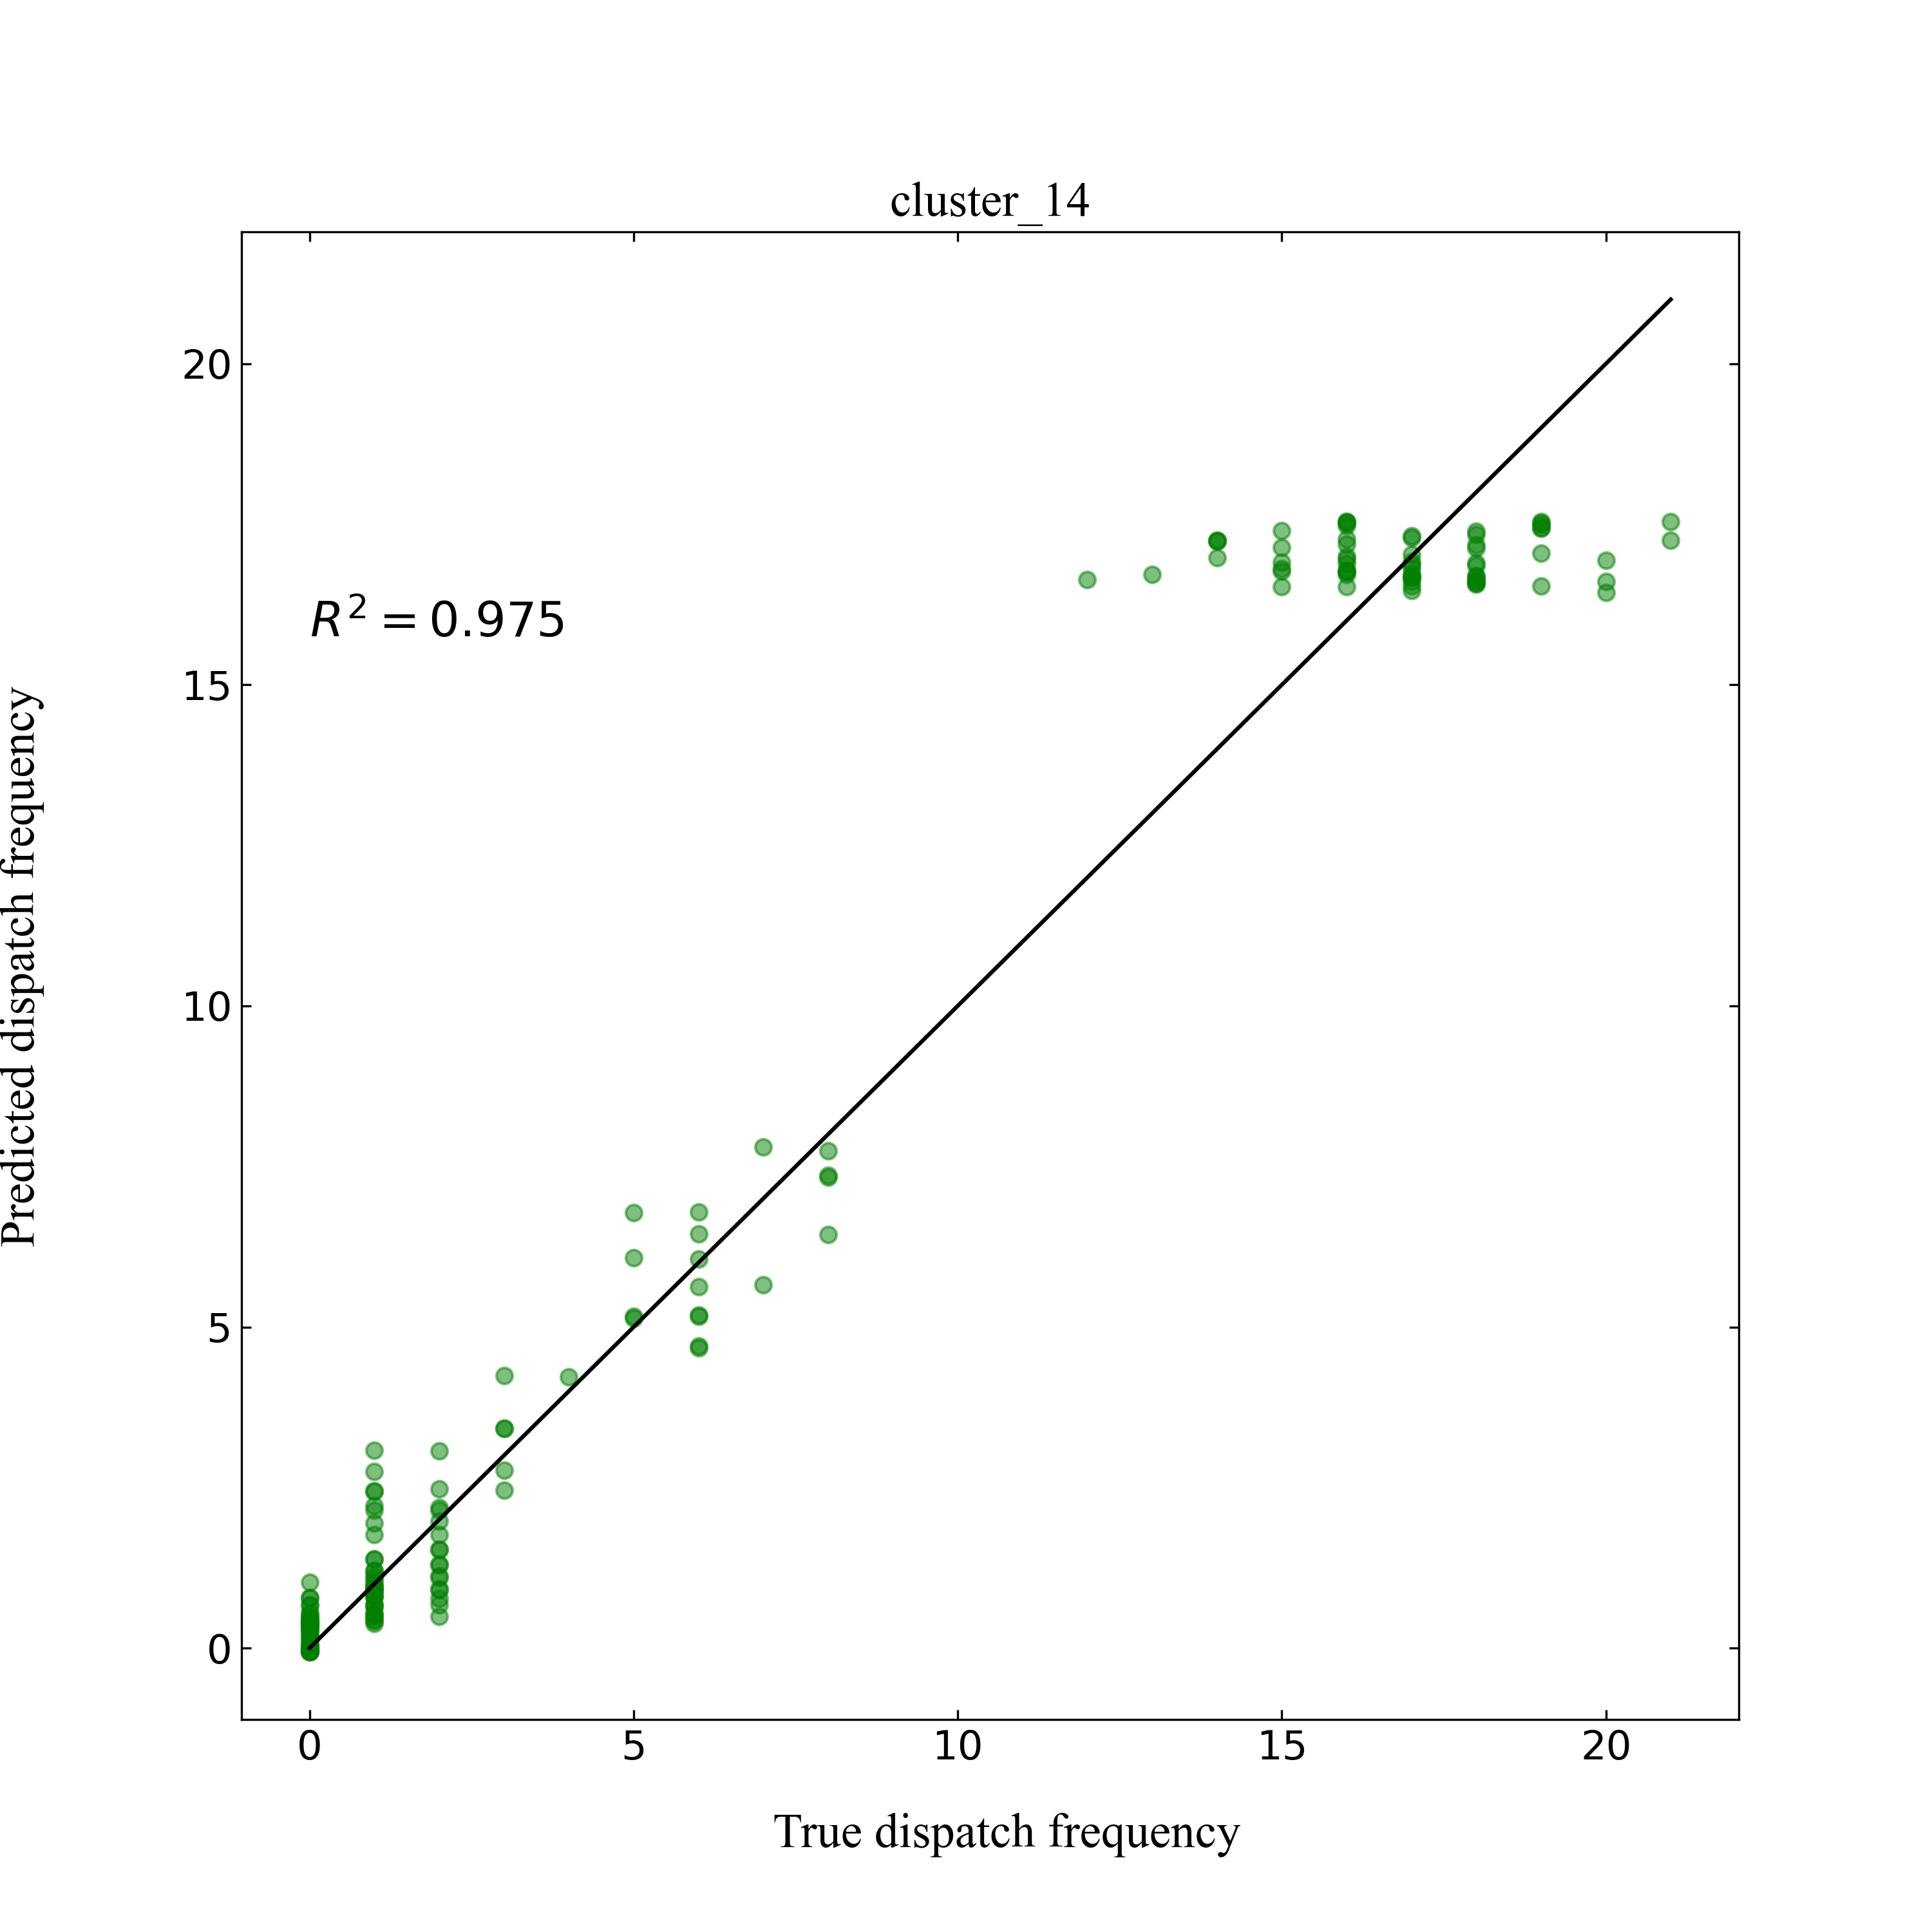 cluster_14
20
R² = 0.975
15
Predicted dispatch frequency
10
5
0
0 5 10 15 20
True dispatch frequency